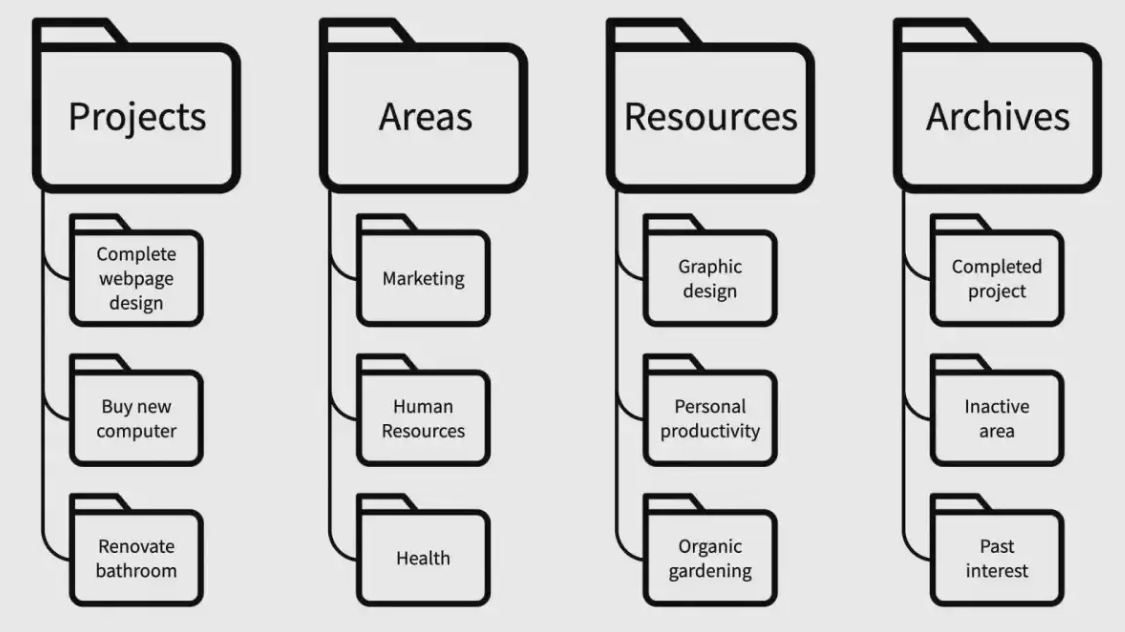 Projects
Complete
webpage
design
Buy new
computer
Renovate
bathroom
Areas
Marketing
Human
Resources
Health
Resources
Graphic
design
Personal
productivity
Organic
gardening
Archives
Completed
project
Inactive
area
Past
interest